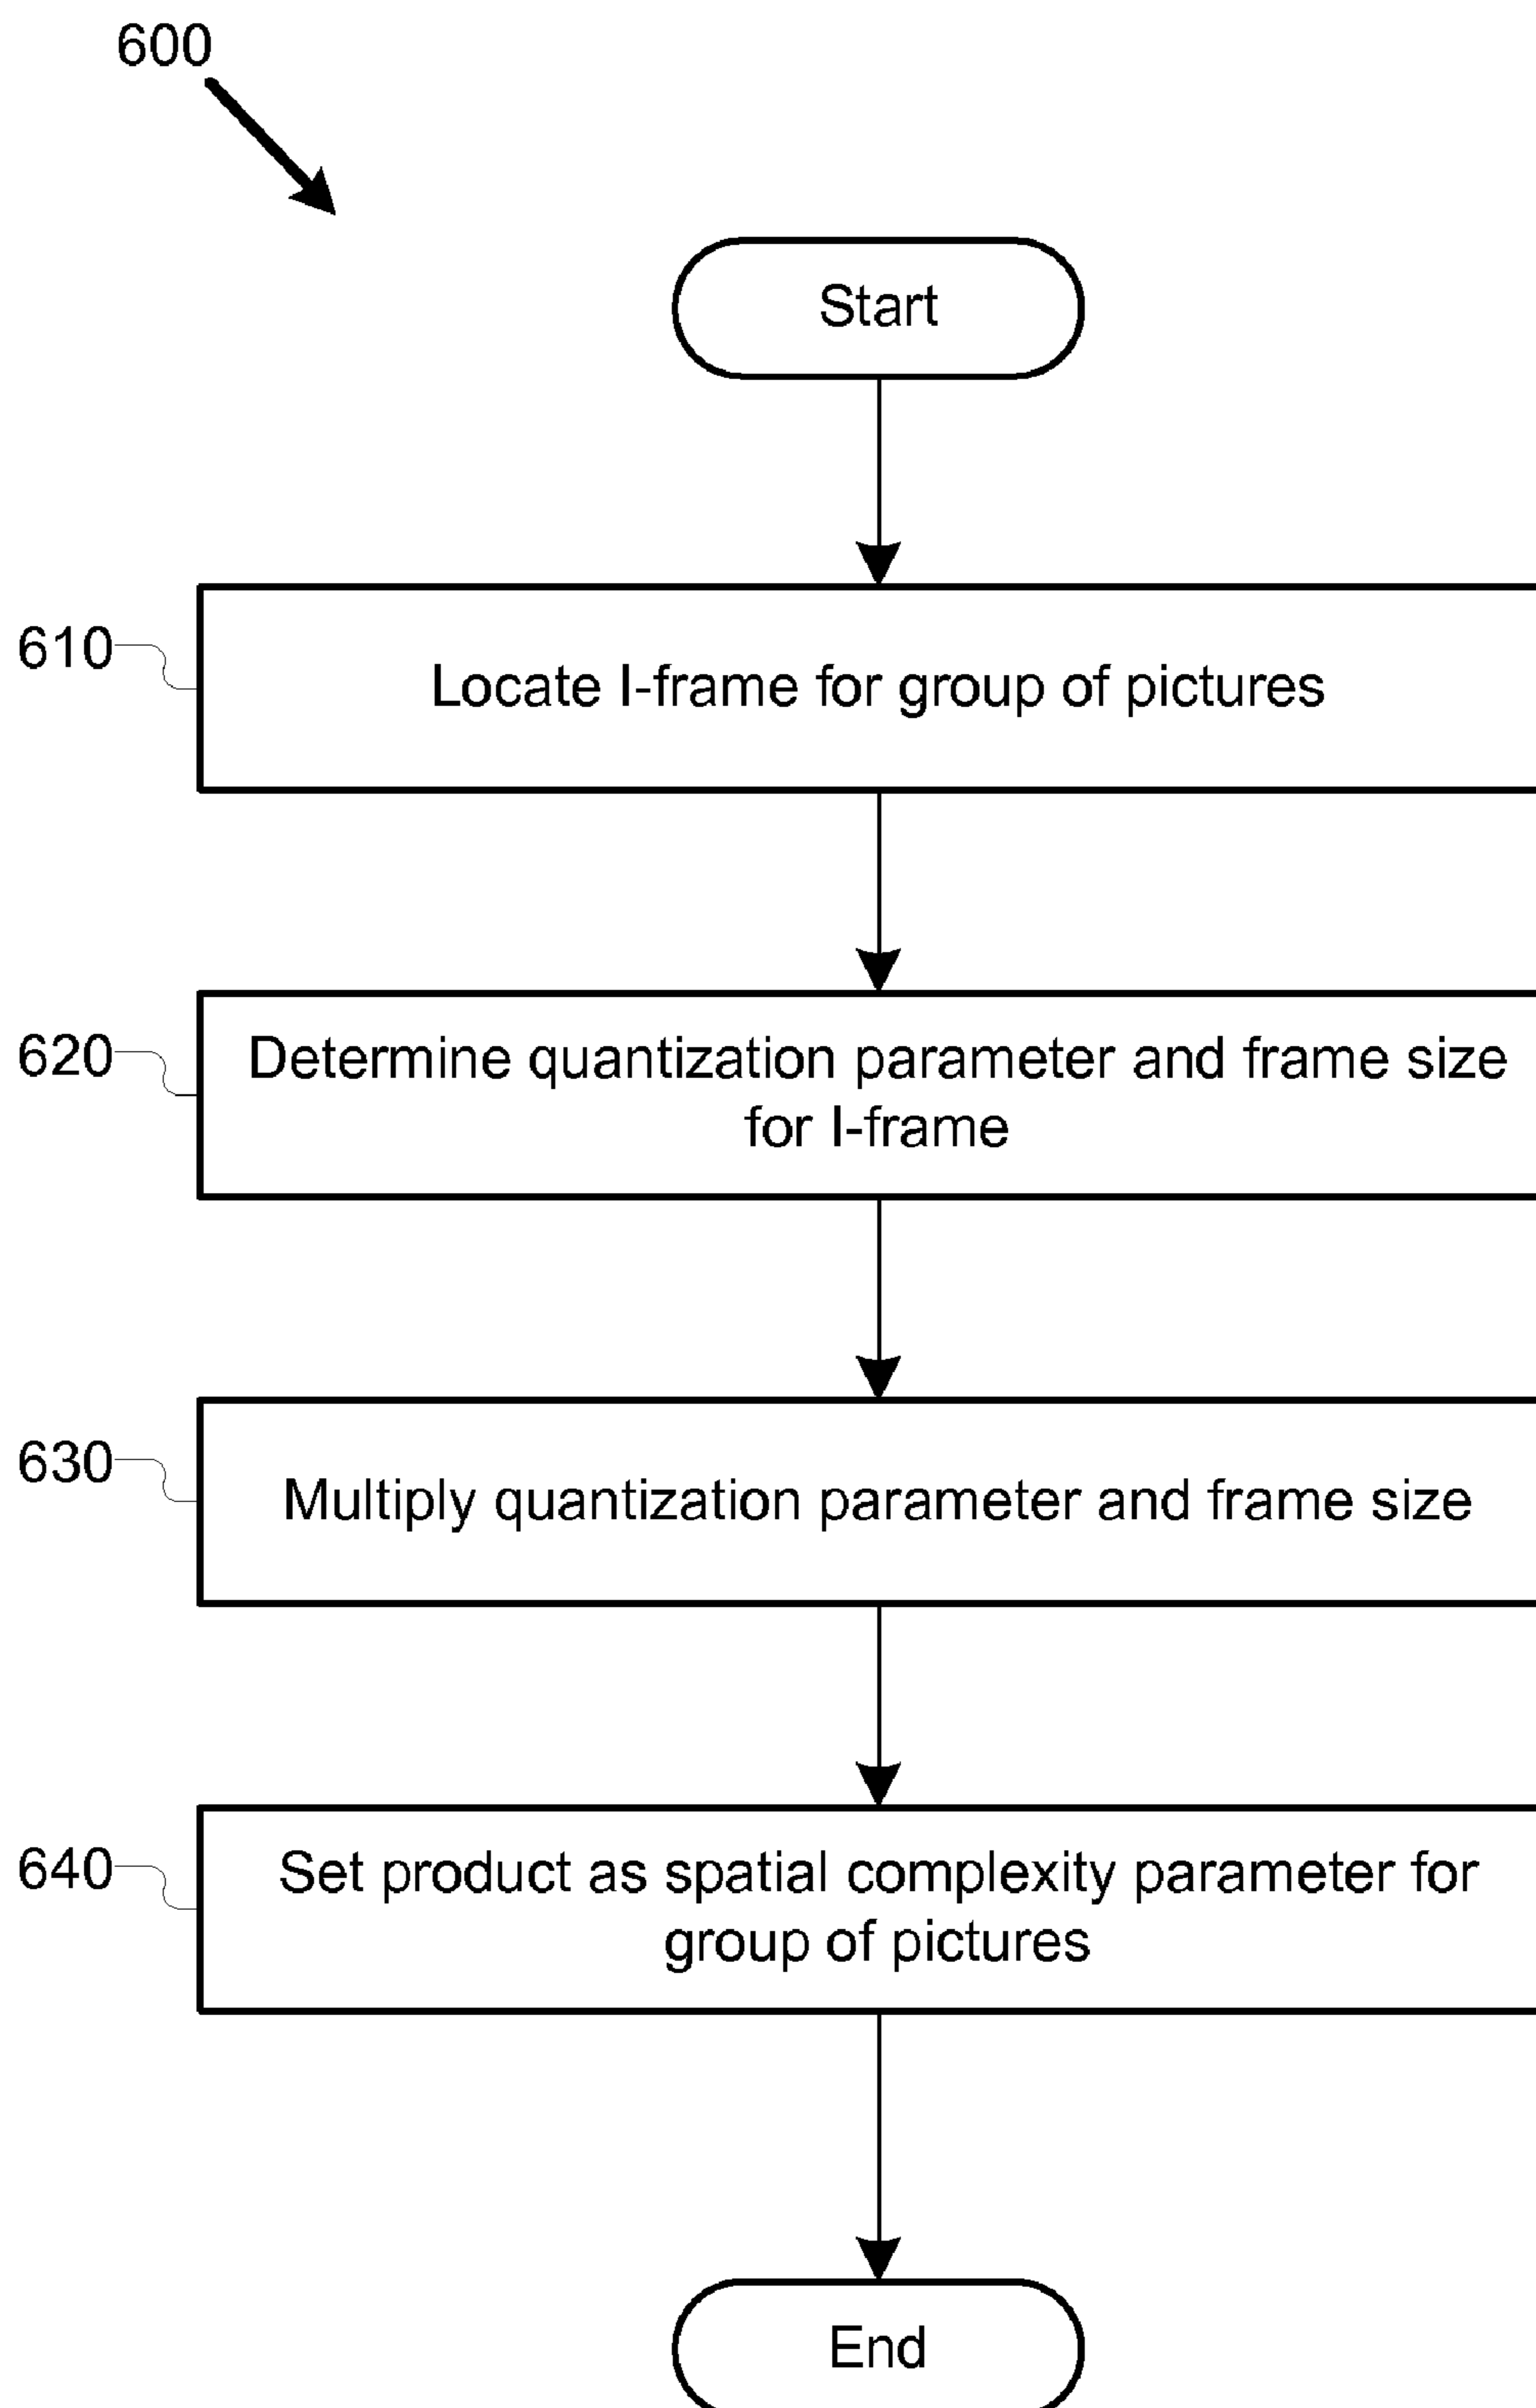 600
Start
610
Locate I-frame for group of pictures
620
Determine quantization parameter and frame size
for I-frame
630
Multiply quantization parameter and frame size
640
Set product as spatial complexity parameter for
group of pictures
End